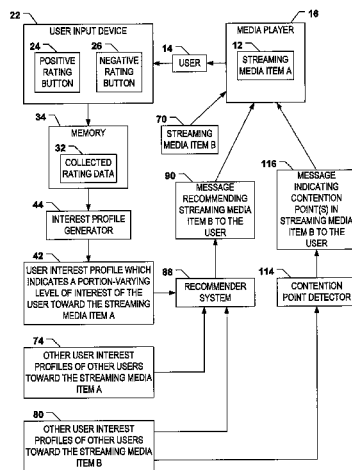 22
USER INPUT DEVICE
24
POSITIVE
RATING
BUTTON
26
NEGATIVE
RATING
BUTTON
14
USER
16
MEDIA PLAYER
12
STREAMING
MEDIA ITEM A
34
MEMORY
32
COLLECTED
RATING DATA
70
STREAMING
MEDIA ITEM B
44
INTEREST PROFILE
GENERATOR
90
MESSAGE
RECOMMENDING
STREAMING MEDIA
ITEM B TO THE
USER
116
MESSAGE
INDICATING
CONTENTION
POINT(S) IN
STREAMING MEDIA
ITEM B TO THE
USER
42
USER INTEREST PROFILE WHICH
INDICATES A PORTION-VARYING
LEVEL OF INTEREST OF THE
USER TOWARD THE STREAMING
MEDIA ITEM A
88
RECOMMENDER
SYSTEM
114
CONTENTION
POINT DETECTOR
74
OTHER USER INTEREST
PROFILES OF OTHER USERS
TOWARD THE STREAMING MEDIA
ITEM A
80
OTHER USER INTEREST
PROFILES OF OTHER USERS
TOWARD THE STREAMING MEDIA
ITEM B